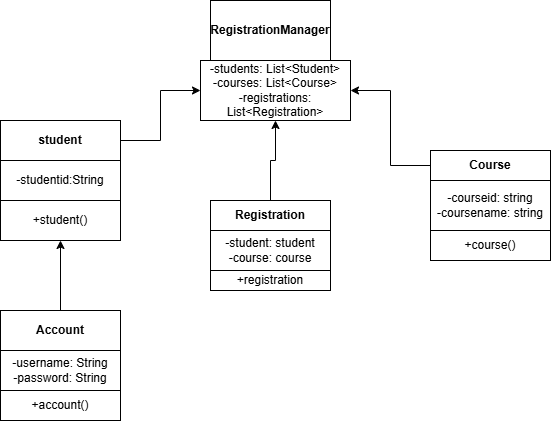 RegistrationManager
-students: List<Student>
-courses: List<Course>
-registrations:
List<Registration>
student
-studentid:String
+student()
Registration
-student: student
-course: course
+registration
Course
-courseid: string
-coursename: string
+course()
Account
-username: String
-password: String
+account()